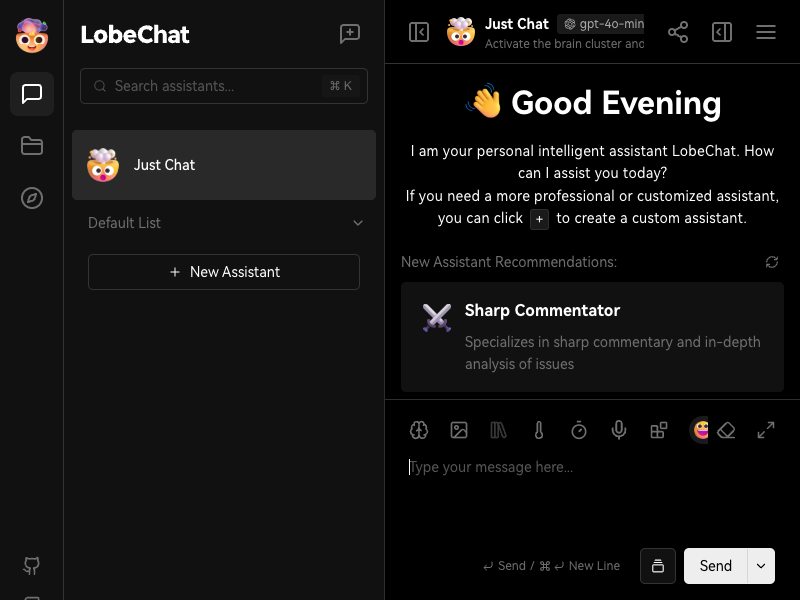 LobeChat
Search assistants...
⌘ K
Just Chat
Default List
+ New Assistant
Just Chat
gpt-4o-min
Activate the brain cluster and
Good Evening
I am your personal intelligent assistant LobeChat. How
can I assist you today?
If you need a more professional or customized assistant,
you can click + to create a custom assistant.
New Assistant Recommendations:
Sharp Commentator
Specializes in sharp commentary and in-depth
analysis of issues
Type your message here...
↵ Send / ⌘ ↵ New Line
Send